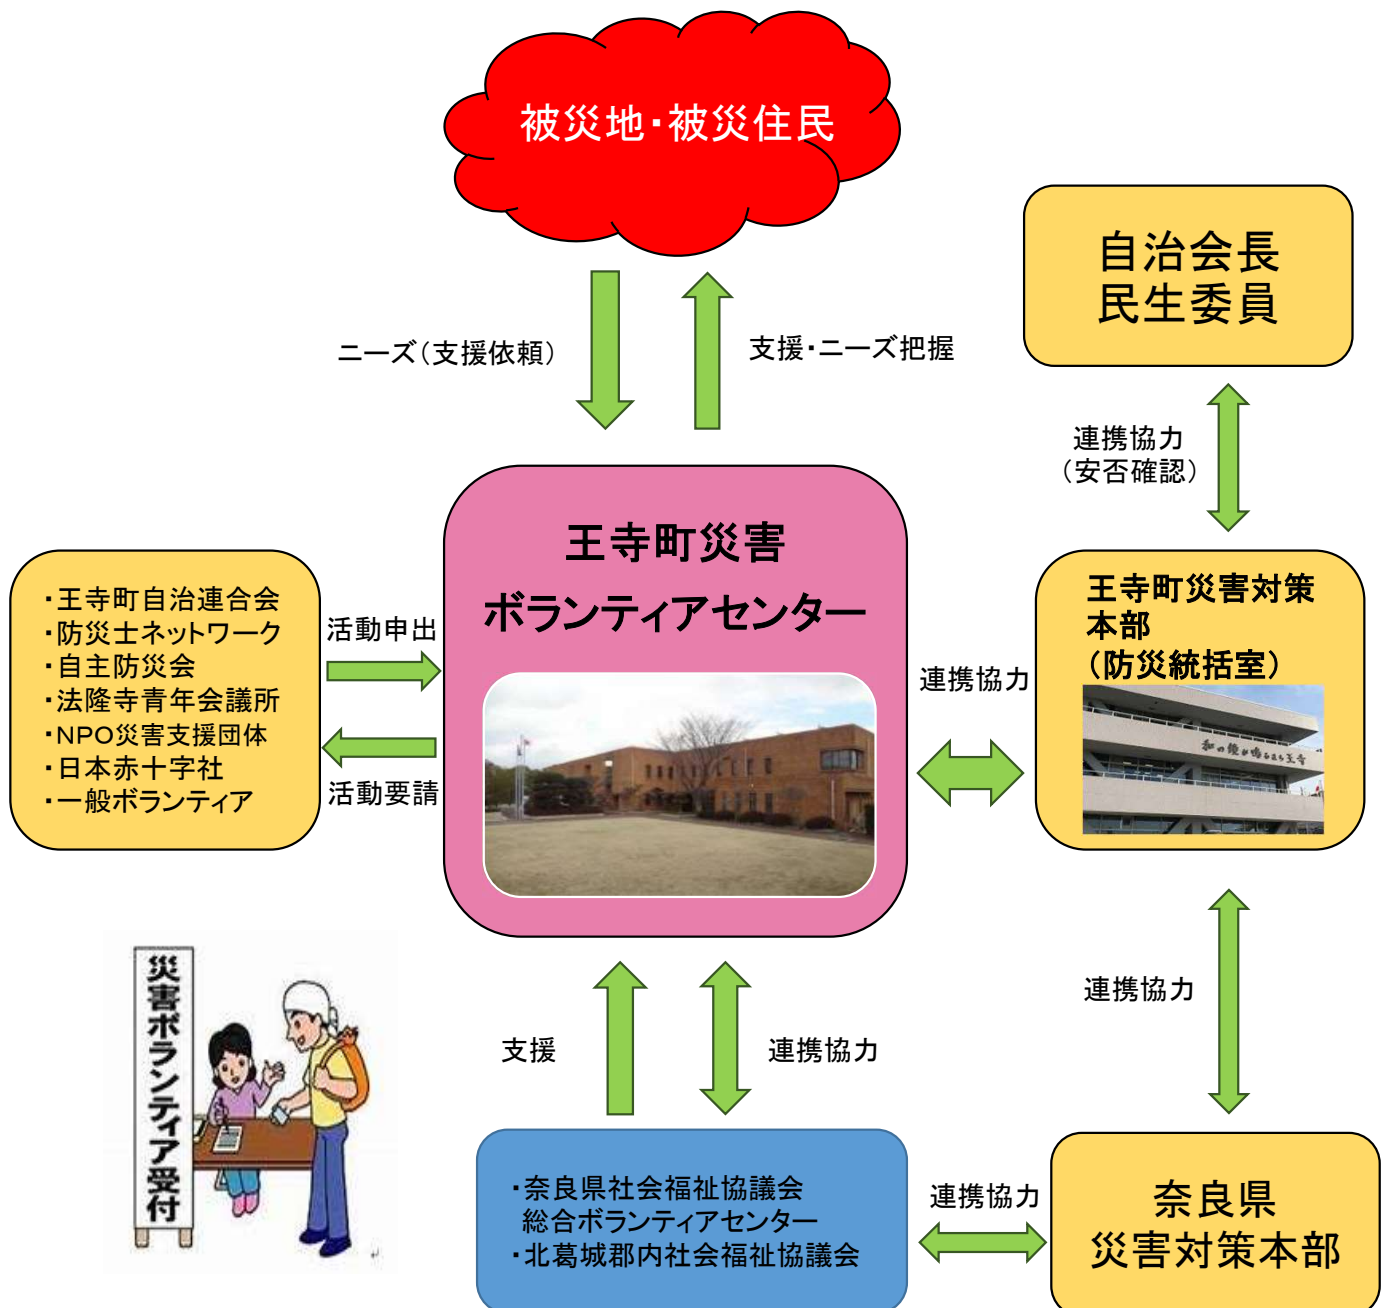 被災地・被災住民
自治会長
民生委員
ニーズ(支援依頼)
支援・ニーズ把握
連携協力
(安否確認)
王寺町災害
ボランティアセンター
・王寺町自治連合会
・防災士ネットワーク
・自主防災会
・法隆寺青年会議所
・NPO災害支援団体
・日本赤十字社
・一般ボランティア
活動申出
活動要請
連携協力
王寺町災害対策
本部
(防災統括室)
和の鐘が鳴るまち王寺
災害ボランティア受付
支援
連携協力
連携協力
・奈良県社会福祉協議会
総合ボランティアセンター
・北葛城郡内社会福祉協議会
連携協力
奈良県
災害対策本部